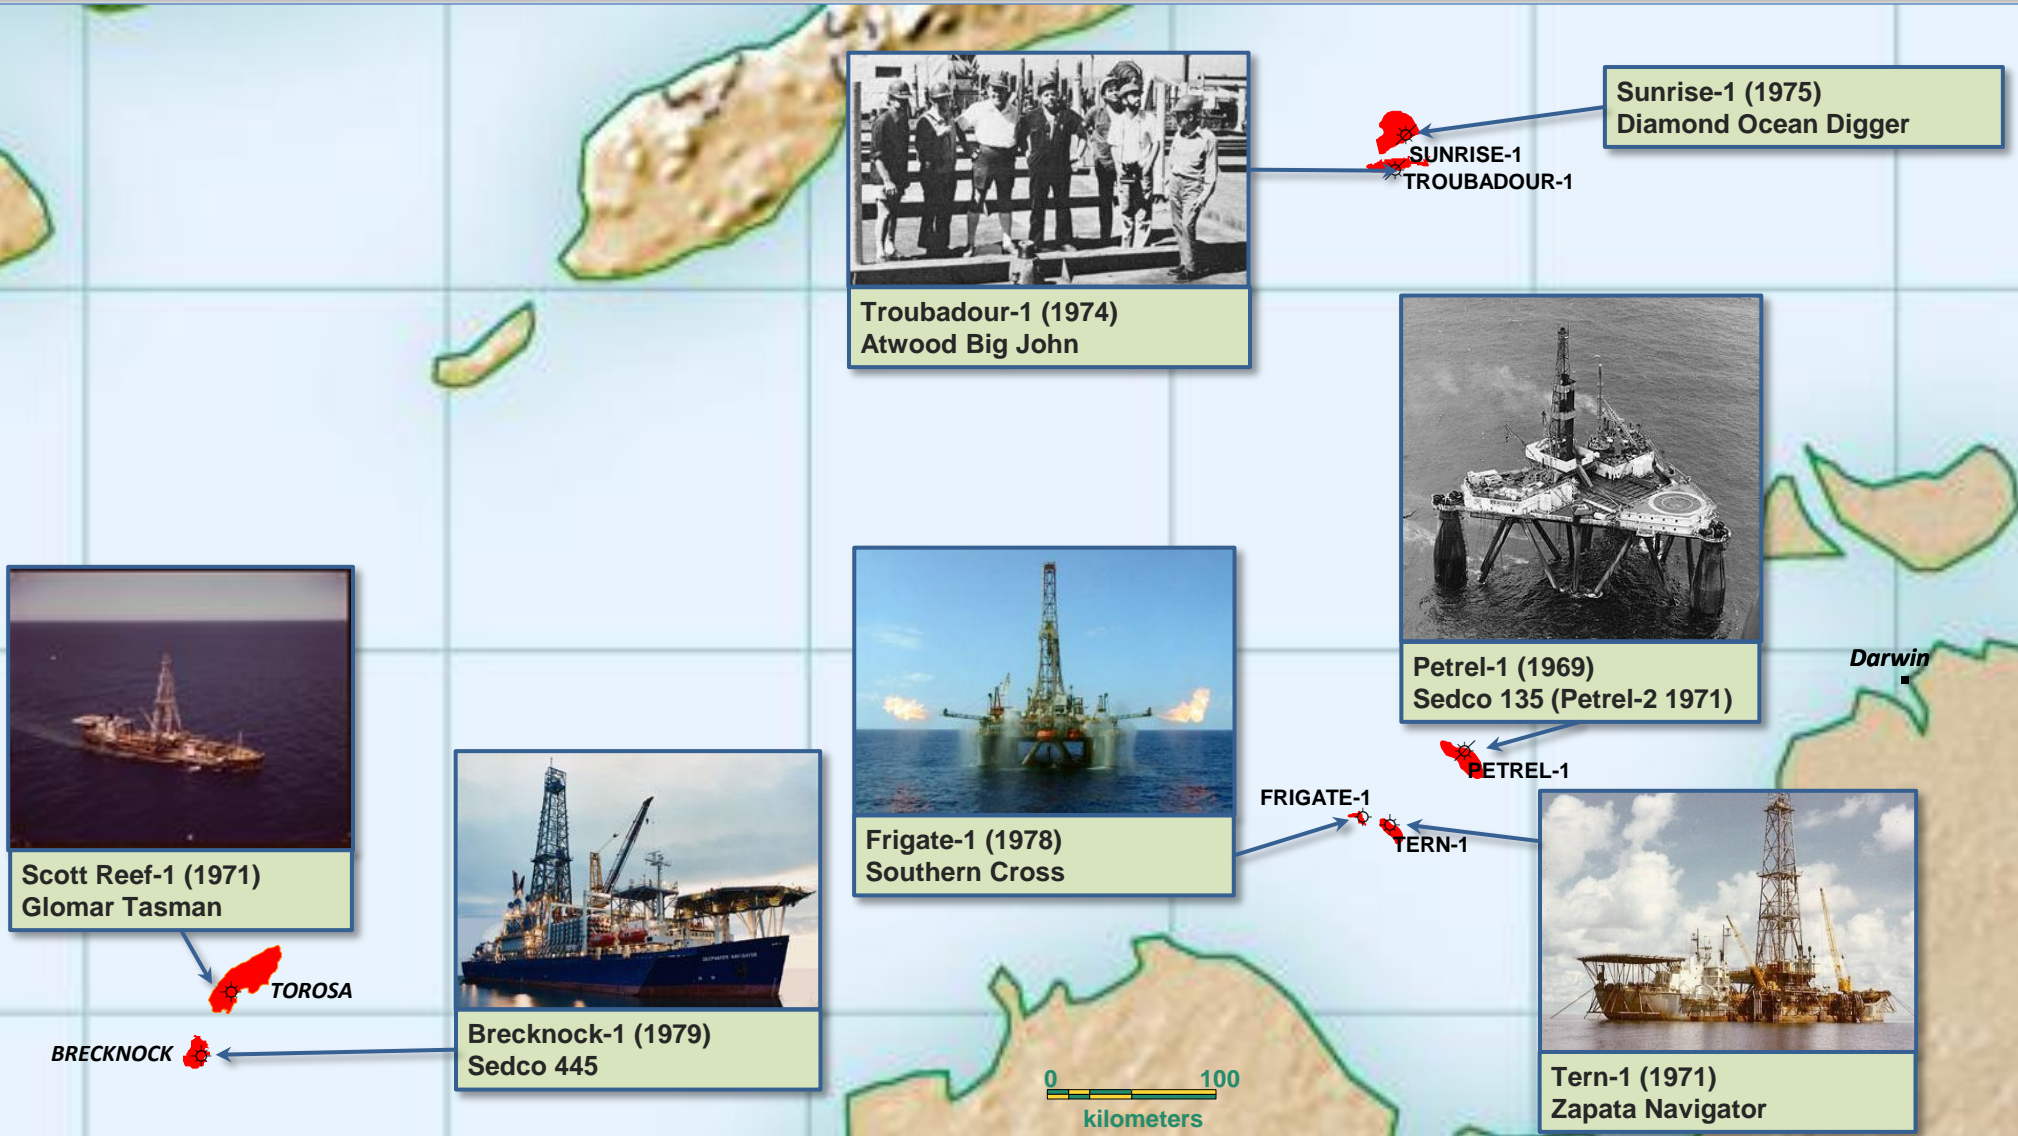 Sunrise-1 (1975)
Diamond Ocean Digger
SUNRISE-1
TROUBADOUR-1
Troubadour-1 (1974)
Atwood Big John
Petrel-1 (1969)
Sedco 135 (Petrel-2 1971)
Darwin
PETREL-1
FRIGATE-1
TERN-1
Frigate-1 (1978)
Southern Cross
Scott Reef-1 (1971)
Glomar Tasman
TOROSA
BRECKNOCK
DEEPWATER NAVIGATOR
Brecknock-1 (1979)
Sedco 445
0 100
kilometers
Tern-1 (1971)
Zapata Navigator